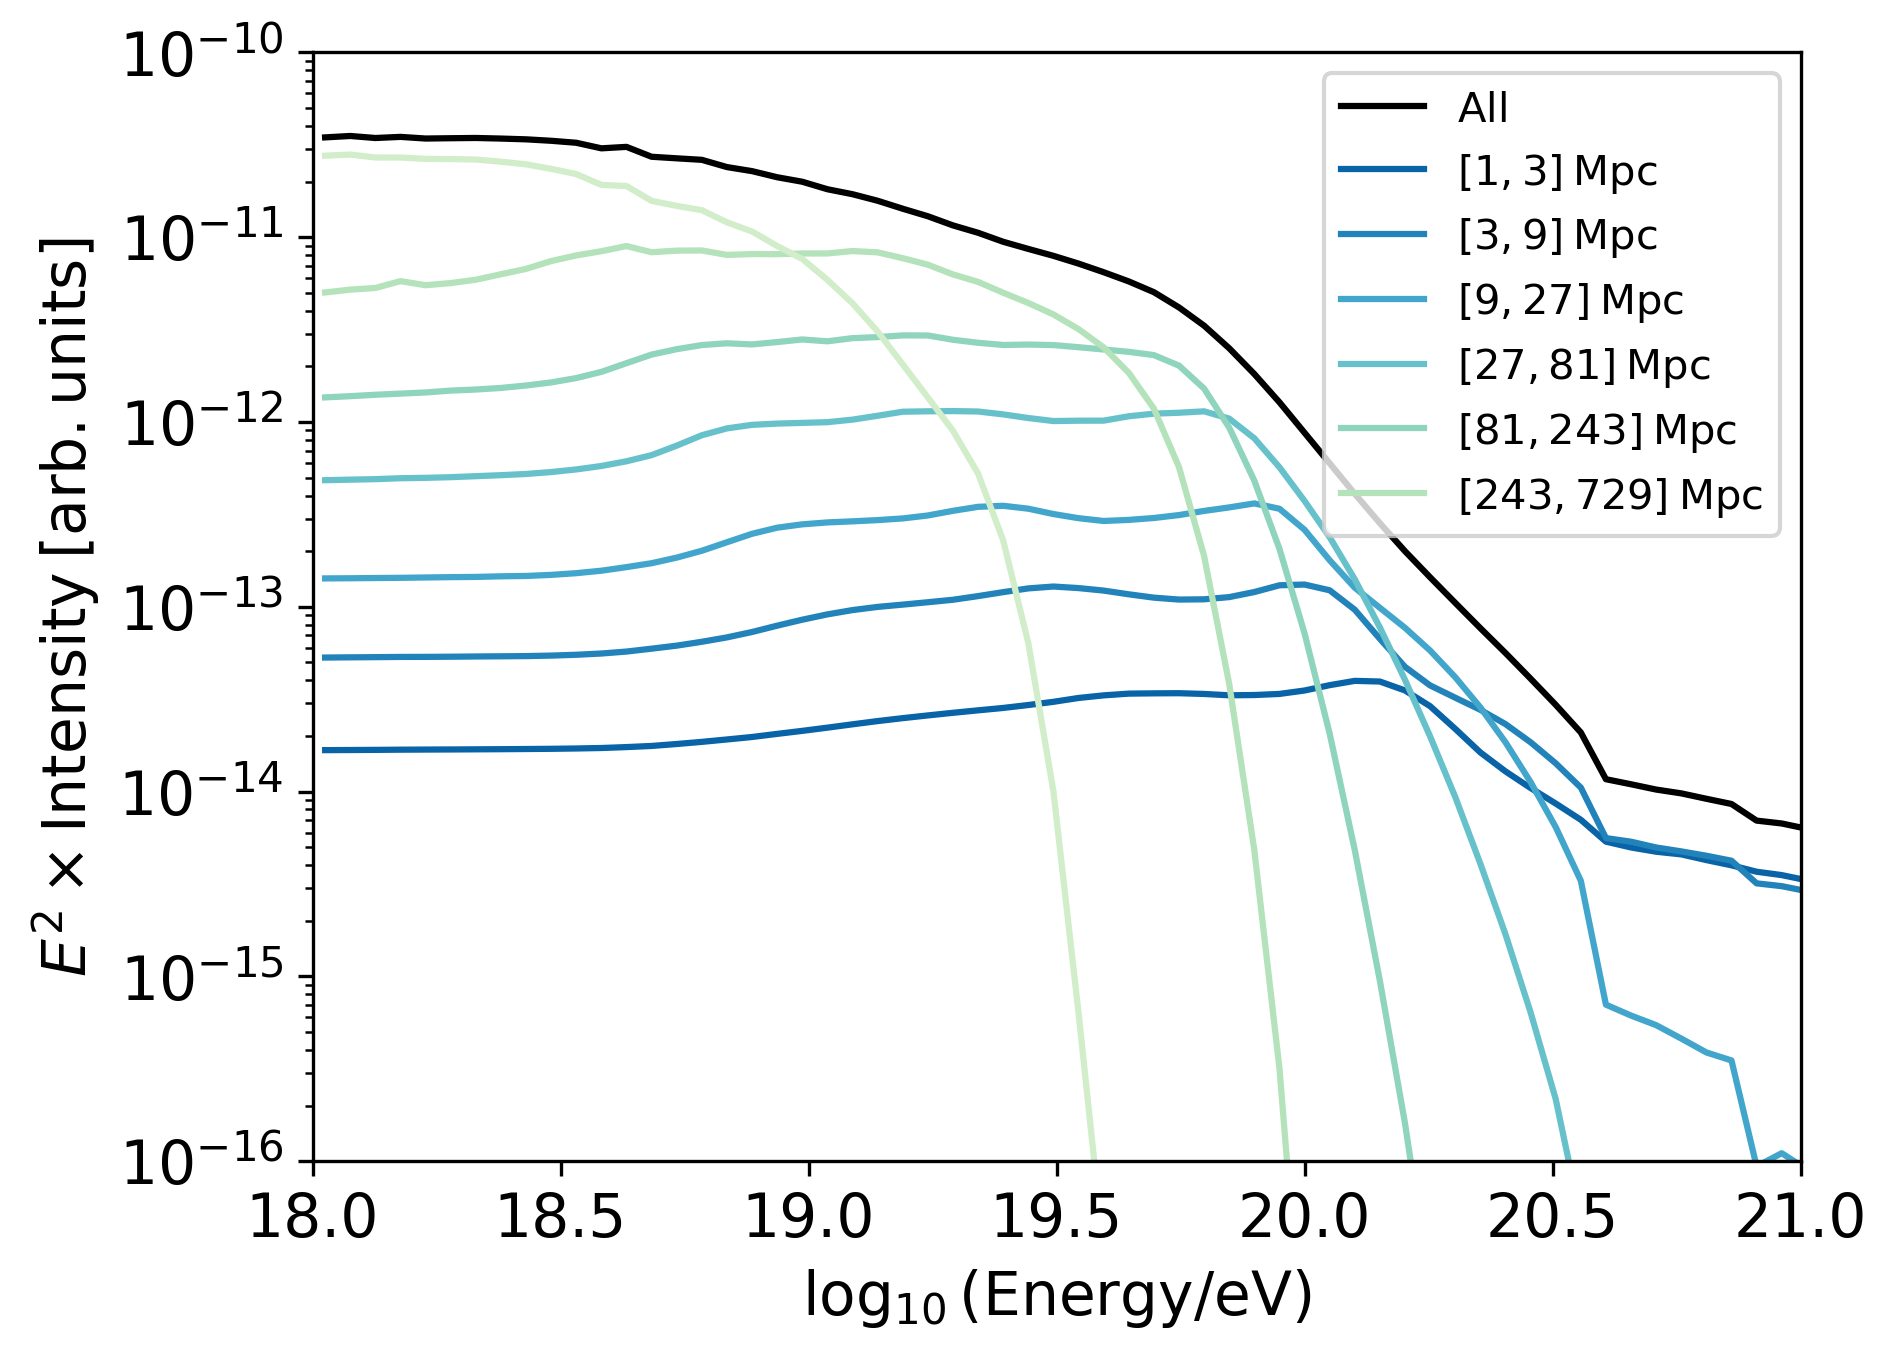 10⁻¹⁰
10⁻¹¹
10⁻¹²
10⁻¹³
10⁻¹⁴
10⁻¹⁵
10⁻¹⁶
E² × Intensity [arb. units]
All
[1, 3] Mpc
[3, 9] Mpc
[9, 27] Mpc
[27, 81] Mpc
[81, 243] Mpc
[243, 729] Mpc
18.0 18.5 19.0 19.5 20.0 20.5 21.0
log₁₀ (Energy/eV)